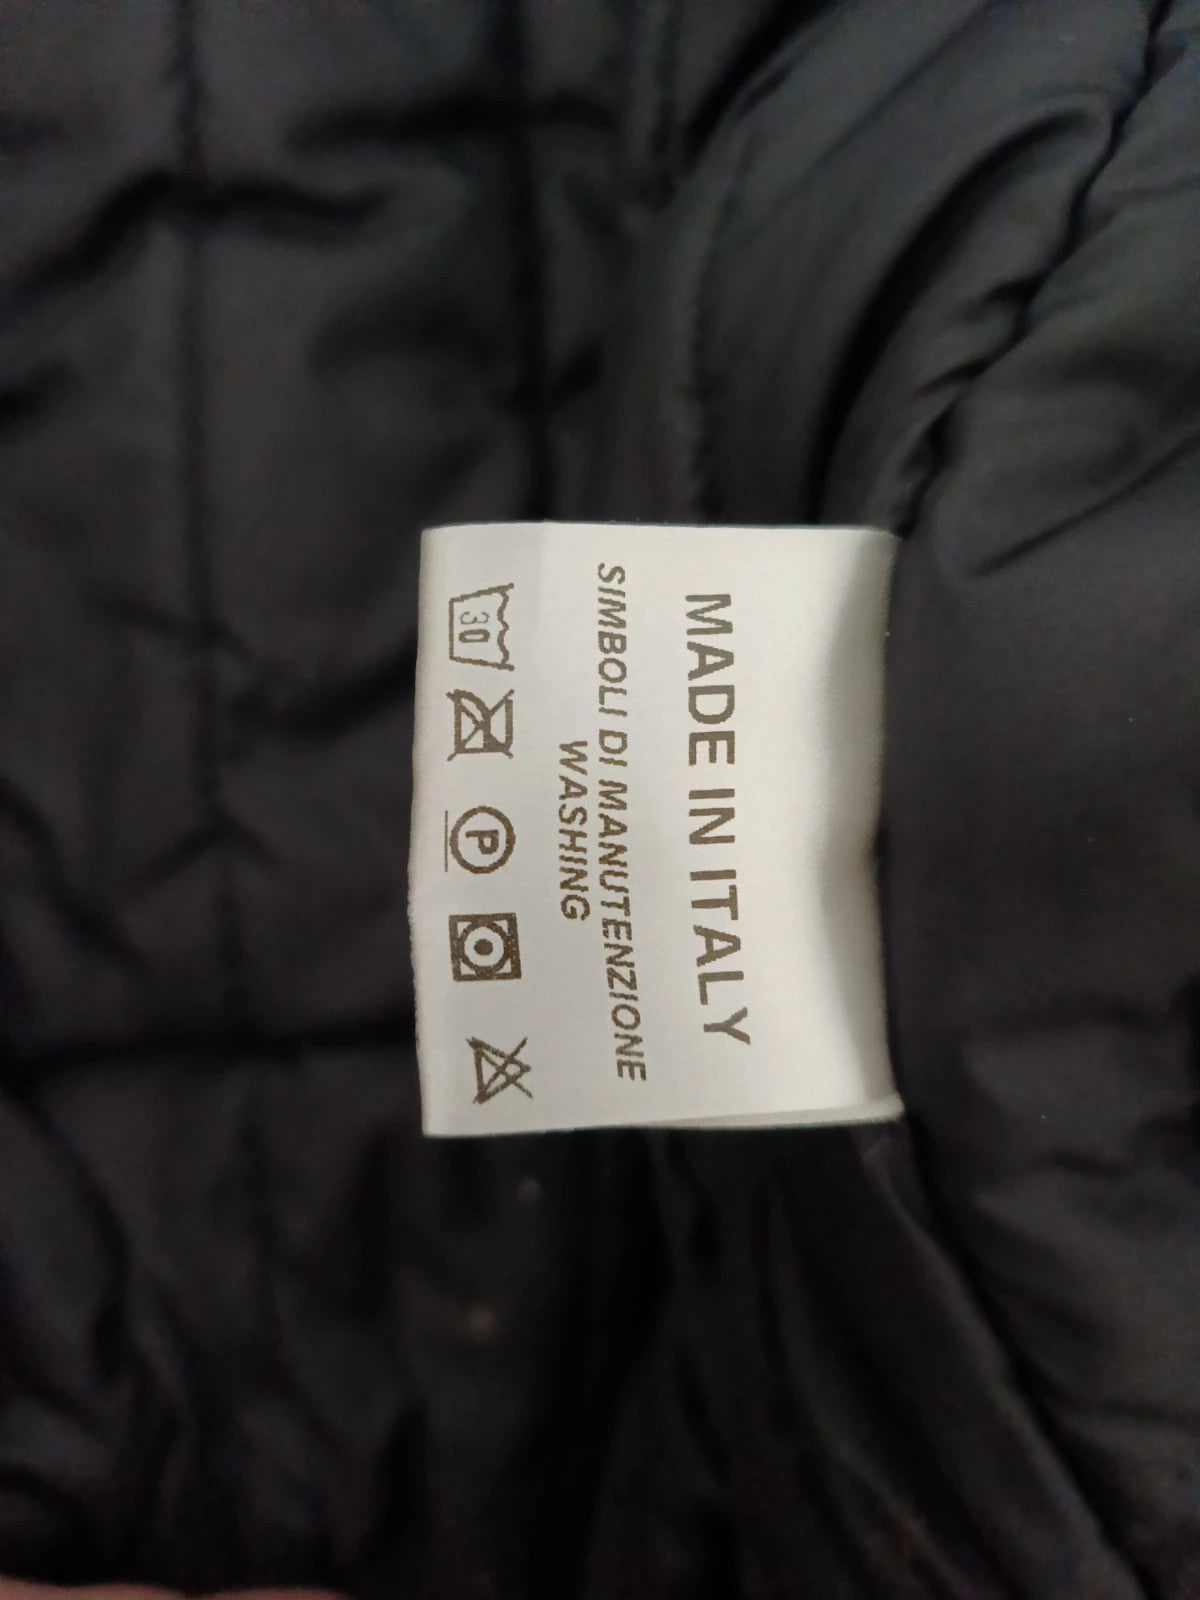 MADE IN ITALY
SIMBOLI DI MANUTENZIONE
WASHING
30 P